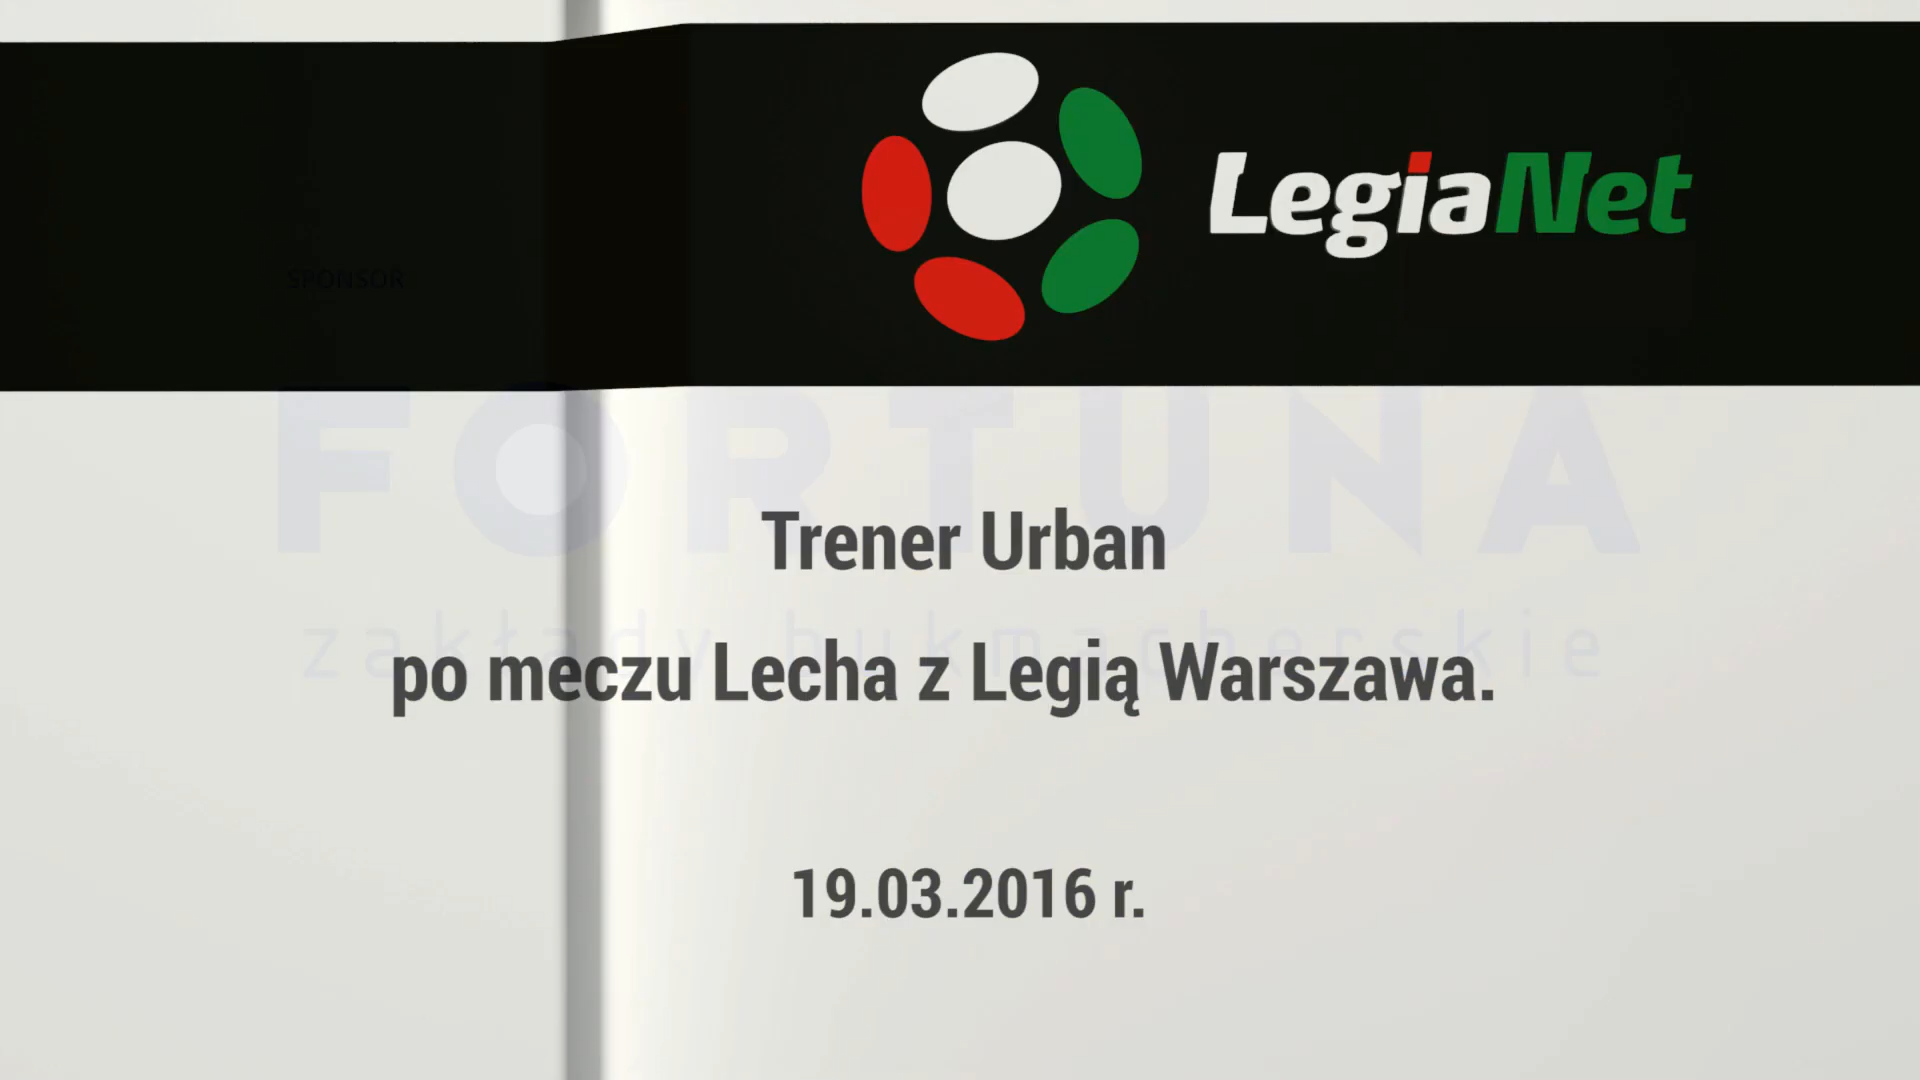 LegiaNet
SPONSOR
FORTUNA
zakłady bukmacherskie
Trener Urban
po meczu Lecha z Legią Warszawa.
19.03.2016 r.